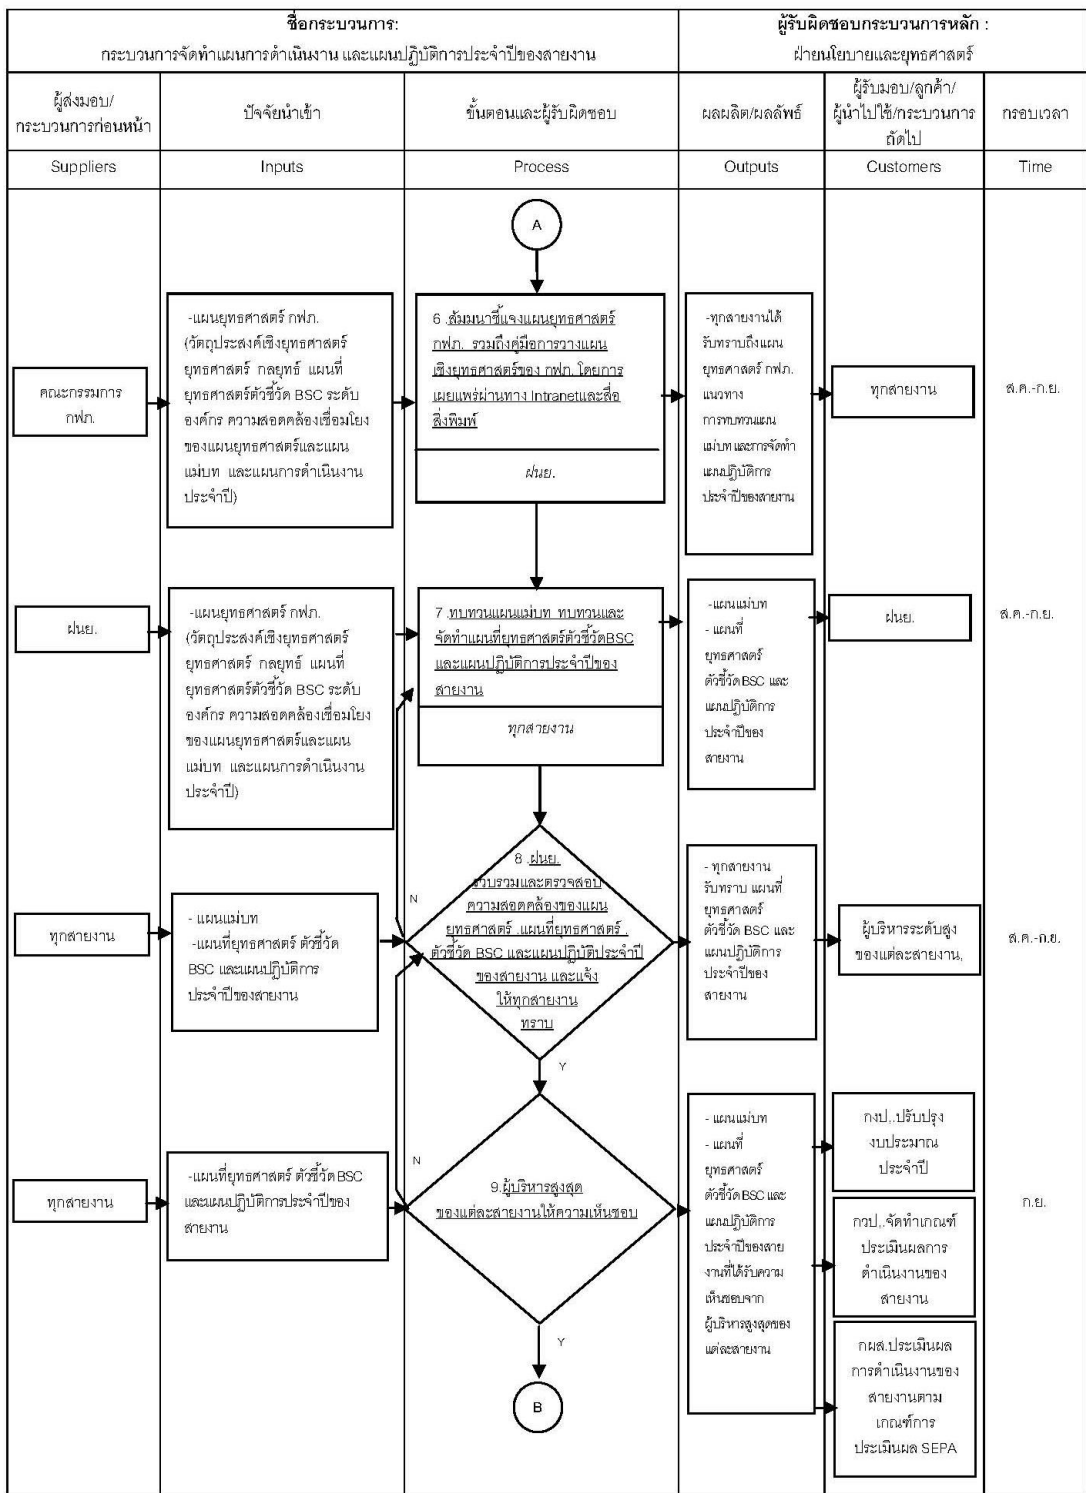 ชื่อกระบวนการ:
กระบวนการจัดทำแผนการดำเนินงาน และแผนปฏิบัติการประจำปีของสายงาน
ผู้รับผิดชอบกระบวนการหลัก :
ฝ่ายนโยบายและยุทธศาสตร์
ผู้ส่งมอบ/
กระบวนการก่อนหน้า
ปัจจัยนำเข้า
ขั้นตอนและผู้รับผิดชอบ
ผลผลิต/ผลลัพธ์
ผู้รับมอบ/ลูกค้า/
ผู้นำไปใช้/กระบวนการ
ถัดไป
กรอบเวลา
Suppliers
Inputs
Process
Outputs
Customers
Time
A
คณะกรรมการ
กฟภ.
-แผนยุทธศาสตร์ กฟภ.
(วัตถุประสงค์เชิงยุทธศาสตร์
ยุทธศาสตร์ กลยุทธ์ แผนที่
ยุทธศาสตร์ตัวชี้วัด BSC ระดับ
องค์กร ความสอดคล้องเชื่อมโยง
ของแผนยุทธศาสตร์และแผน
แม่บท และแผนการดำเนินงาน
ประจำปี)
6 .สัมมนาชี้แจงแผนยุทธศาสตร์
กฟภ. รวมถึงคู่มือการวางแผน
เชิงยุทธศาสตร์ของ กฟภ. โดยการ
เผยแพร่ผ่านทาง Intranetและสื่อ
สิ่งพิมพ์
ฝนย.
-ทุกสายงานได้
รับทราบถึงแผน
ยุทธศาสตร์ กฟภ.
แนวทาง
การทบทวนแผน
แม่บทและการจัดทำ
แผนปฏิบัติการ
ประจำปีของสายงาน
ทุกสายงาน
ส.ค.-ก.ย.
ฝนย.
-แผนยุทธศาสตร์ กฟภ.
(วัตถุประสงค์เชิงยุทธศาสตร์
ยุทธศาสตร์ กลยุทธ์ แผนที่
ยุทธศาสตร์ตัวชี้วัด BSC ระดับ
องค์กร ความสอดคล้องเชื่อมโยง
ของแผนยุทธศาสตร์และแผน
แม่บท และแผนการดำเนินงาน
ประจำปี)
7 .ทบทวนแผนแม่บท ทบทวนและ
จัดทำแผนที่ยุทธศาสตร์ตัวชี้วัดBSC
และแผนปฏิบัติการประจำปีของ
สายงาน
ทุกสายงาน
-แผนแม่บท
- แผนที่
ยุทธศาสตร์
ตัวชี้วัดBSC และ
แผนปฏิบัติการ
ประจำปีของ
สายงาน
ฝนย.
ส.ค.-ก.ย.
ทุกสายงาน
- แผนแม่บท
-แผนที่ยุทธศาสตร์ ตัวชี้วัด
BSC และแผนปฏิบัติการ
ประจำปีของสายงาน
N
8 .ฝนย.
รวบรวมและตรวจสอบ
ความสอดคล้องของแผน
ยุทธศาสตร์ .แผนที่ยุทธศาสตร์ .
ตัวชี้วัด BSC และแผนปฏิบัติประจำปี
ของสายงาน และแจ้ง
ให้ทุกสายงาน
ทราบ
Y
- ทุกสายงาน
รับทราบ แผนที่
ยุทธศาสตร์
ตัวชี้วัด BSC และ
แผนปฏิบัติการ
ประจำปีของ
สายงาน
ผู้บริหารระดับสูง
ของแต่ละสายงาน,
ส.ค.-ก.ย.
ทุกสายงาน
-แผนที่ยุทธศาสตร์ ตัวชี้วัดBSC
และแผนปฏิบัติการประจำปีของ
สายงาน
N
9.ผู้บริหารสูงสุด
ของแต่ละสายงานให้ความเห็นชอบ
Y
B
- แผนแม่บท
- แผนที่
ยุทธศาสตร์
ตัวชี้วัดBSC และ
แผนปฏิบัติการ
ประจำปีของสาย
งานที่ได้รับความ
เห็นชอบจาก
ผู้บริหารสูงสุดของ
แต่ละสายงาน
กงป,.ปรับปรุง
งบประมาณ
ประจำปี
กวป,.จัดทำเกณฑ์
ประเมินผลการ
ดำเนินงานของ
สายงาน
กผส.ประเมินผล
การดำเนินงานของ
สายงานตาม
เกณฑ์การ
ประเมินผล SEPA
ก.ย.